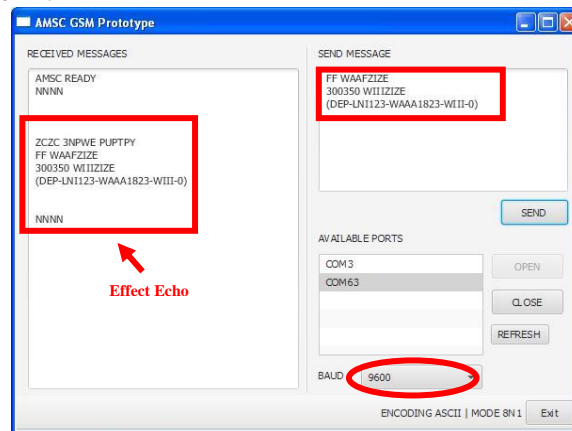 AMSC GSM Prototype
RECEIVED MESSAGES
AMSC READY
NNNN
ZCZC 3NPWE PUPTPY
FF WAAFZIZE
300350 WIIIZIZE
(DEP-LNI123-WAAA1823-WIII-0)
NNNN
Effect Echo
SEND MESSAGE
FF WAAFZIZE
300350 WIIIZIZE
(DEP-LNI123-WAAA1823-WIII-0)
SEND
AVAILABLE PORTS
COM3
COM63
OPEN
CLOSE
REFRESH
BAUD 9600
ENCODING ASCII | MODE 8N1 Exit